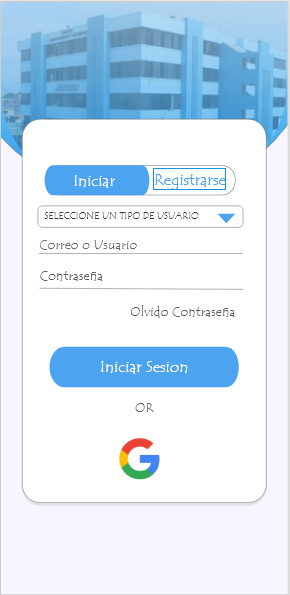 Iniciar Registrarse
SELECCIONE UN TIPO DE USUARIO
Correo o Usuario
Contraseña
Olvido Contraseña
Iniciar Sesion
OR